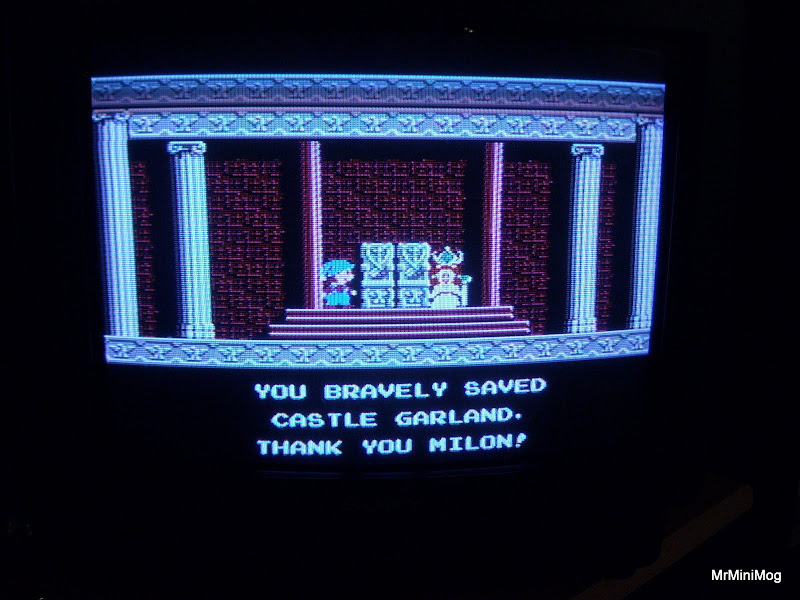 YOU BRAVELY SAVED
CASTLE GARLAND.
THANK YOU MILON!
MrMiniMog